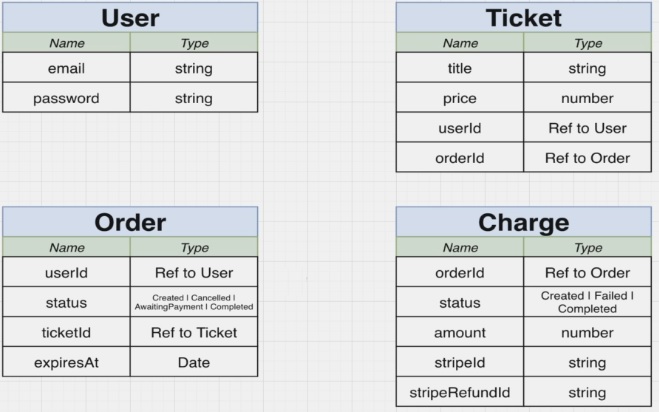 User
Name Type
email string
password string
Ticket
Name Type
title string
price number
userId Ref to User
orderId Ref to Order
Order
Name Type
userId Ref to User
status Created | Cancelled |
AwaitingPayment | Completed
ticketId Ref to Ticket
expiresAt Date
Charge
Name Type
orderId Ref to Order
status Created | Failed |
Completed
amount number
stripeId string
stripeRefundId string